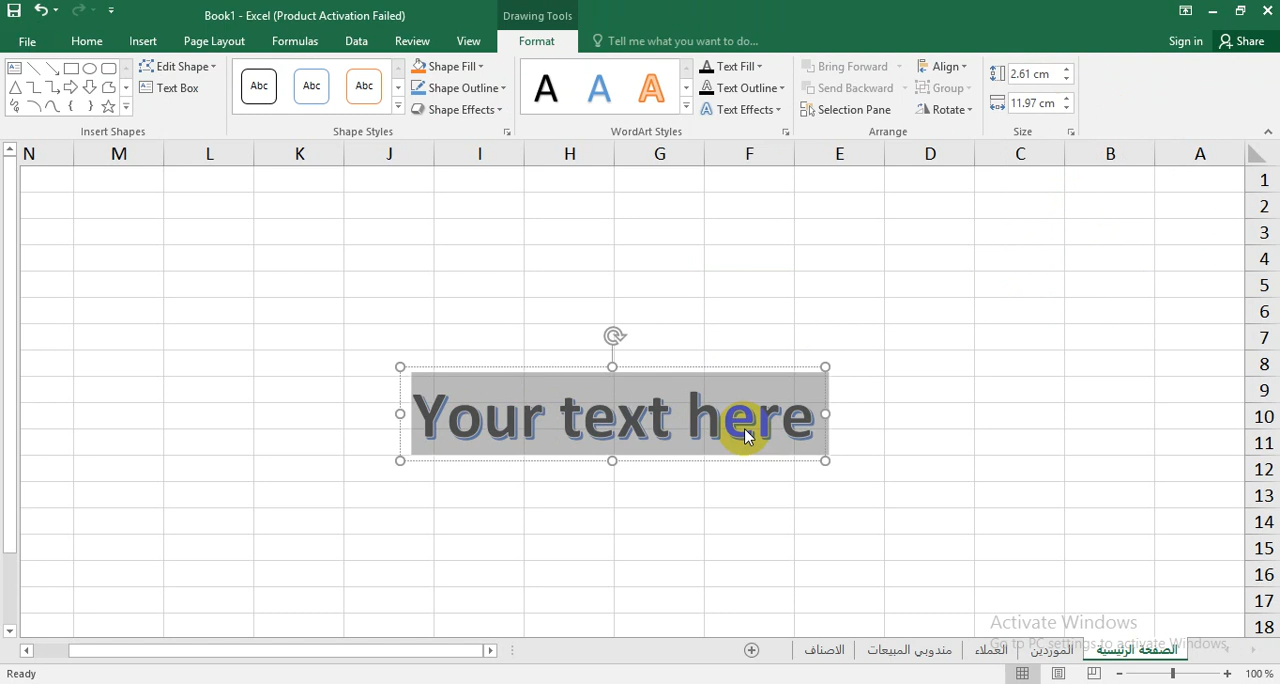 Book1 - Excel (Product Activation Failed)
Drawing Tools
File Home Insert Page Layout Formulas Data Review View Format Tell me what you want to do... Sign in Share
Edit Shape
Text Box
Insert Shapes
Abc Abc Abc
Shape Fill
Shape Outline
Shape Effects
Shape Styles
A A A
Text Fill
Text Outline
Text Effects
WordArt Styles
Bring Forward
Send Backward
Selection Pane
Align
Group
Rotate
Arrange
2.61 cm
11.97 cm
Size
N M L K J I H G F E D C B A
1
2
3
4
5
6
7
8
9
10
11
12
13
14
15
16
17
18
Your text here
Activate Windows
Go to PC settings to activate Windows.
الصفحة الرئيسية
الموردين
العملاء
مندوبي المبيعات
الاصناف
Ready
100 %